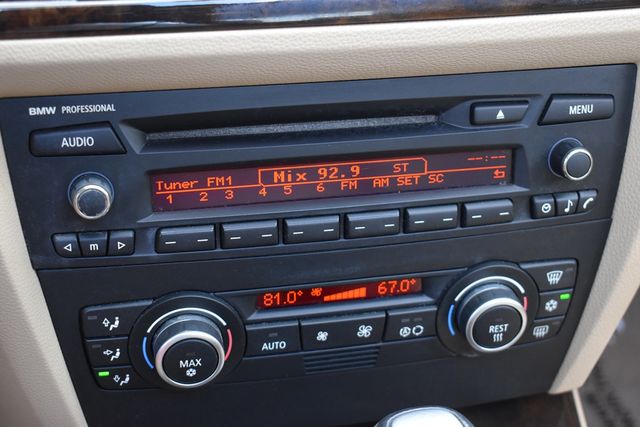 BMW PROFESSIONAL
AUDIO
MENU
Tuner FM1 Mix 92.9 ST --:--
1 2 3 4 5 6 FM AM SET SC
m
81.0° 67.0°
MAX
AUTO
REST